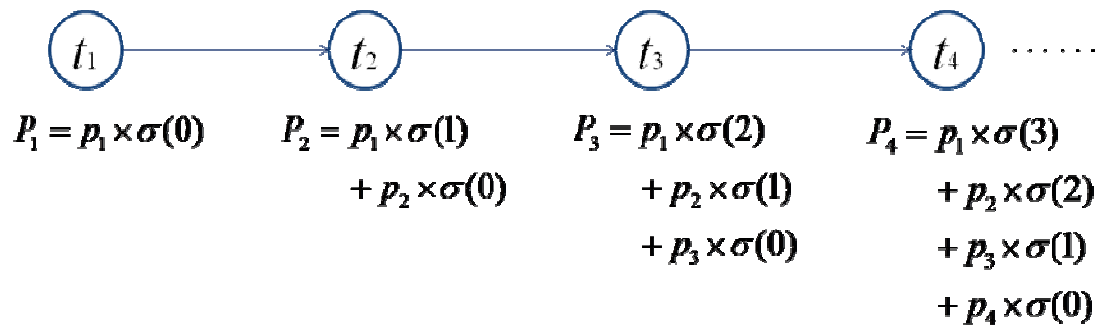 t₁ t₂ t₃ t₄ ······
P₁ = p₁ × σ(0) P₂ = p₁ × σ(1) P₃ = p₁ × σ(2) P₄ = p₁ × σ(3)
+ p₂ × σ(0) + p₂ × σ(1) + p₂ × σ(2)
+ p₃ × σ(0) + p₃ × σ(1)
+ p₄ × σ(0)